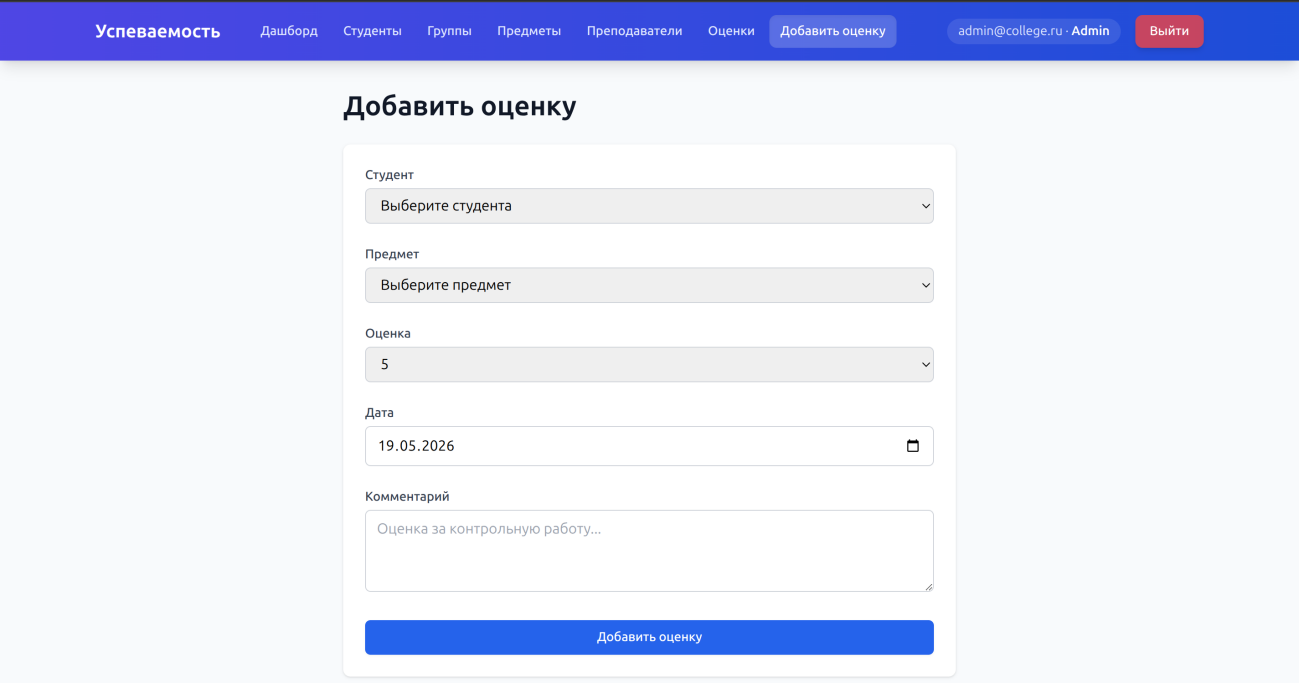 Успеваемость Дашборд Студенты Группы Предметы Преподаватели Оценки Добавить оценку admin@college.ru · Admin Выйти
Добавить оценку
Студент
Выберите студента
Предмет
Выберите предмет
Оценка
5
Дата
19.05.2026
Комментарий
Оценка за контрольную работу...
Добавить оценку